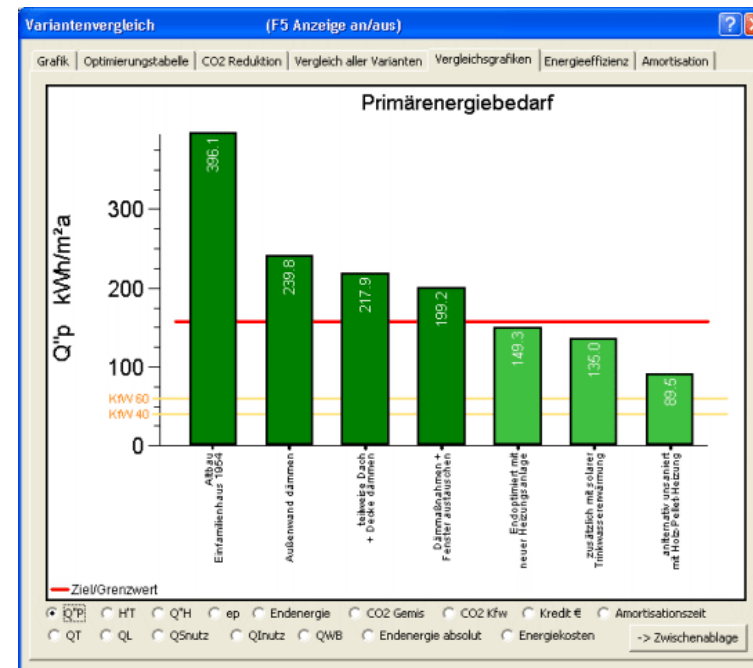 Variantenvergleich (F5 Anzeige an/aus)
Grafik Optimierungstabelle CO2 Reduktion Vergleich aller Varianten Vergleichsgrafiken Energieeffizienz Amortisation
Primärenergiebedarf
Q"p kWh/m²a
300
200
100
0
KfW 60
KfW 40
396.1
239.8
217.9
199.2
149.3
135.0
89.5
Altbau
Einfamilienhaus 1954
Außenwand dämmen
teilweise Dach
+ Decke dämmen
Dämmaßnahmen +
Fenster austauschen
Endoptimiert mit
neuer Heizungsanlage
zusätzlich mit solarer
Trinkwassererwärmung
unsaniert
mit Holz-Pellet-Heizung
Ziel/Grenzwert
Q"P H'T Q"H ep Endenergie CO2 Gemis CO2 Kfw Kredit € Amortisationszeit
QT QL QSnutz QInutz QWB Endenergie absolut Energiekosten -> Zwischenablage